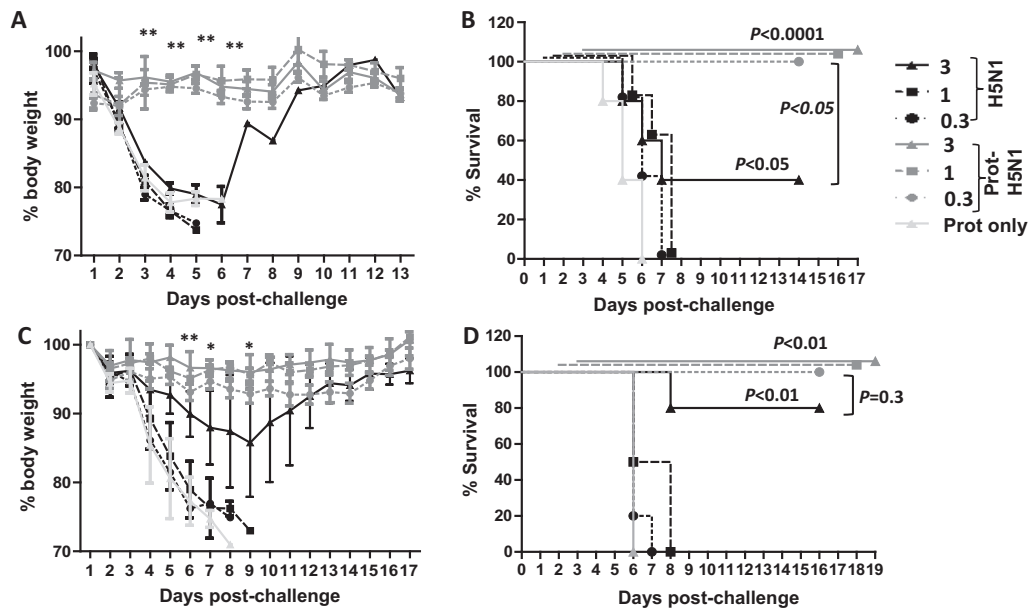 A
** ** ** **
% body weight
100
90
80
70
1 2 3 4 5 6 7 8 9 10 11 12 13
Days post-challenge
B
% Survival
120
100
80
60
40
20
0
P<0.0001
P<.05
P<0.05
0 1 2 3 4 5 6 7 8 9 10 11 12 13 14 15 16 17
Days post-challenge
3
1
0.3
H5N1
3
1
0.3
Prot-
H5N1
Prot only
C
** * *
% body weight
100
90
80
70
1 2 3 4 5 6 7 8 9 10 11 12 13 14 15 16 17
Days post-challenge
D
% Survival
120
100
80
60
40
20
0
P<0.01
P<0.01
P=0.3
0 1 2 3 4 5 6 7 8 9 10 11 12 13 14 15 16 17 18 19
Days post-challenge